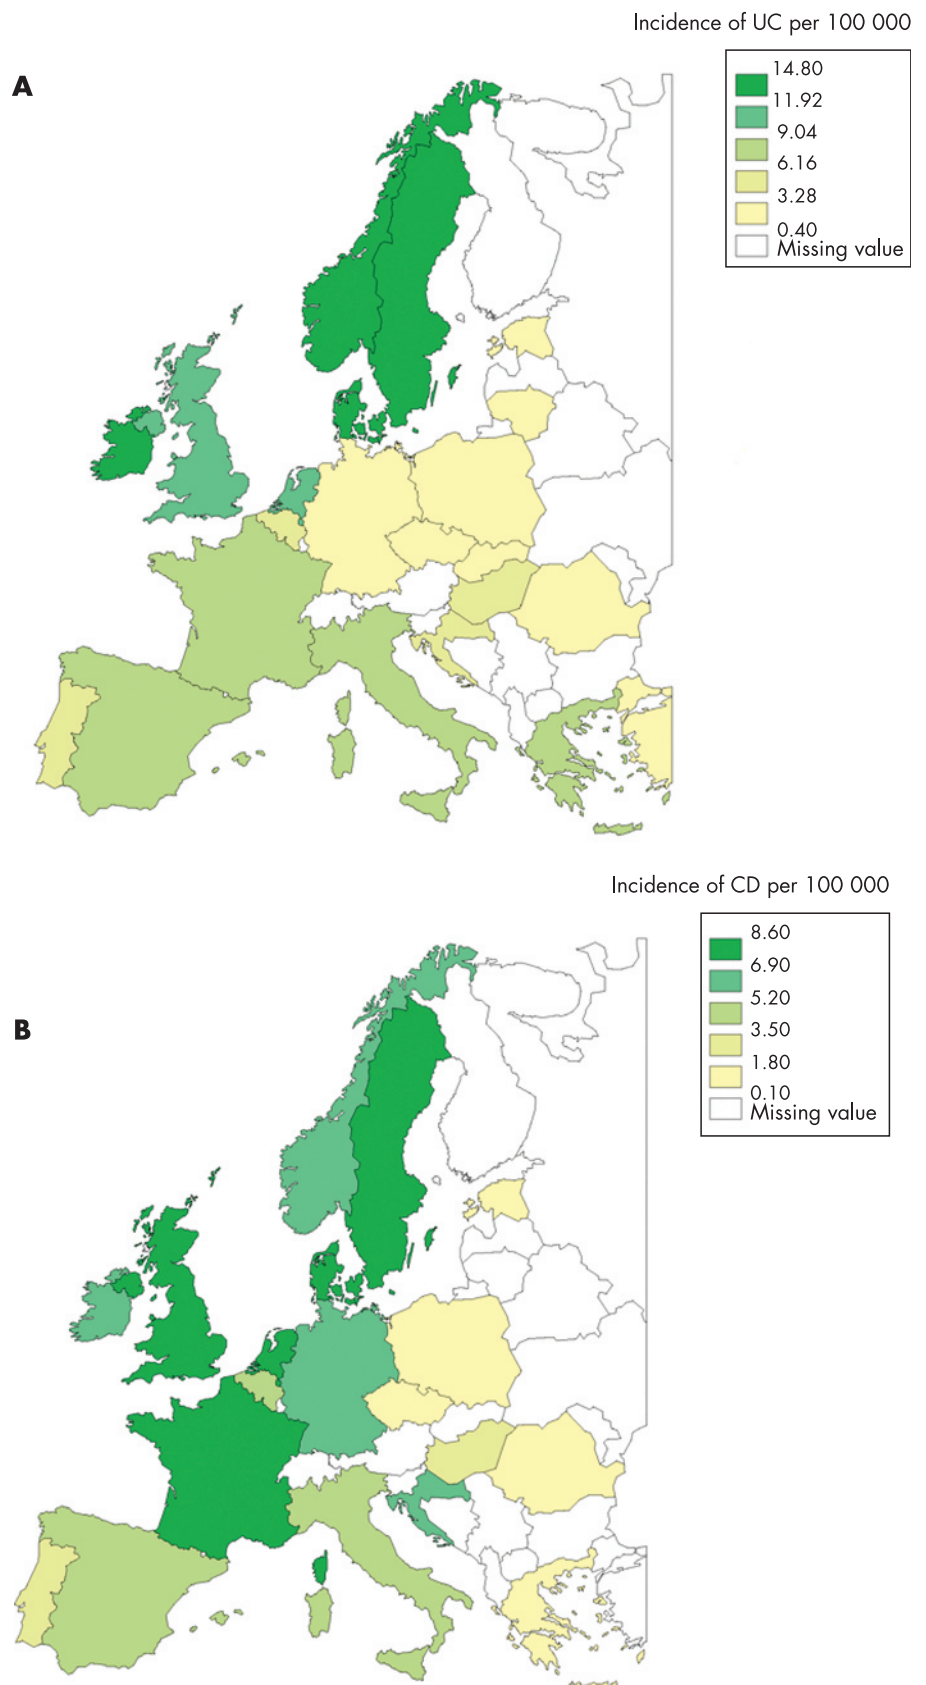 Incidence of UC per 100 000
A
14.80
11.92
9.04
6.16
3.28
0.40
Missing value
Incidence of CD per 100 000
B
8.60
6.90
5.20
3.50
1.80
0.10
Missing value